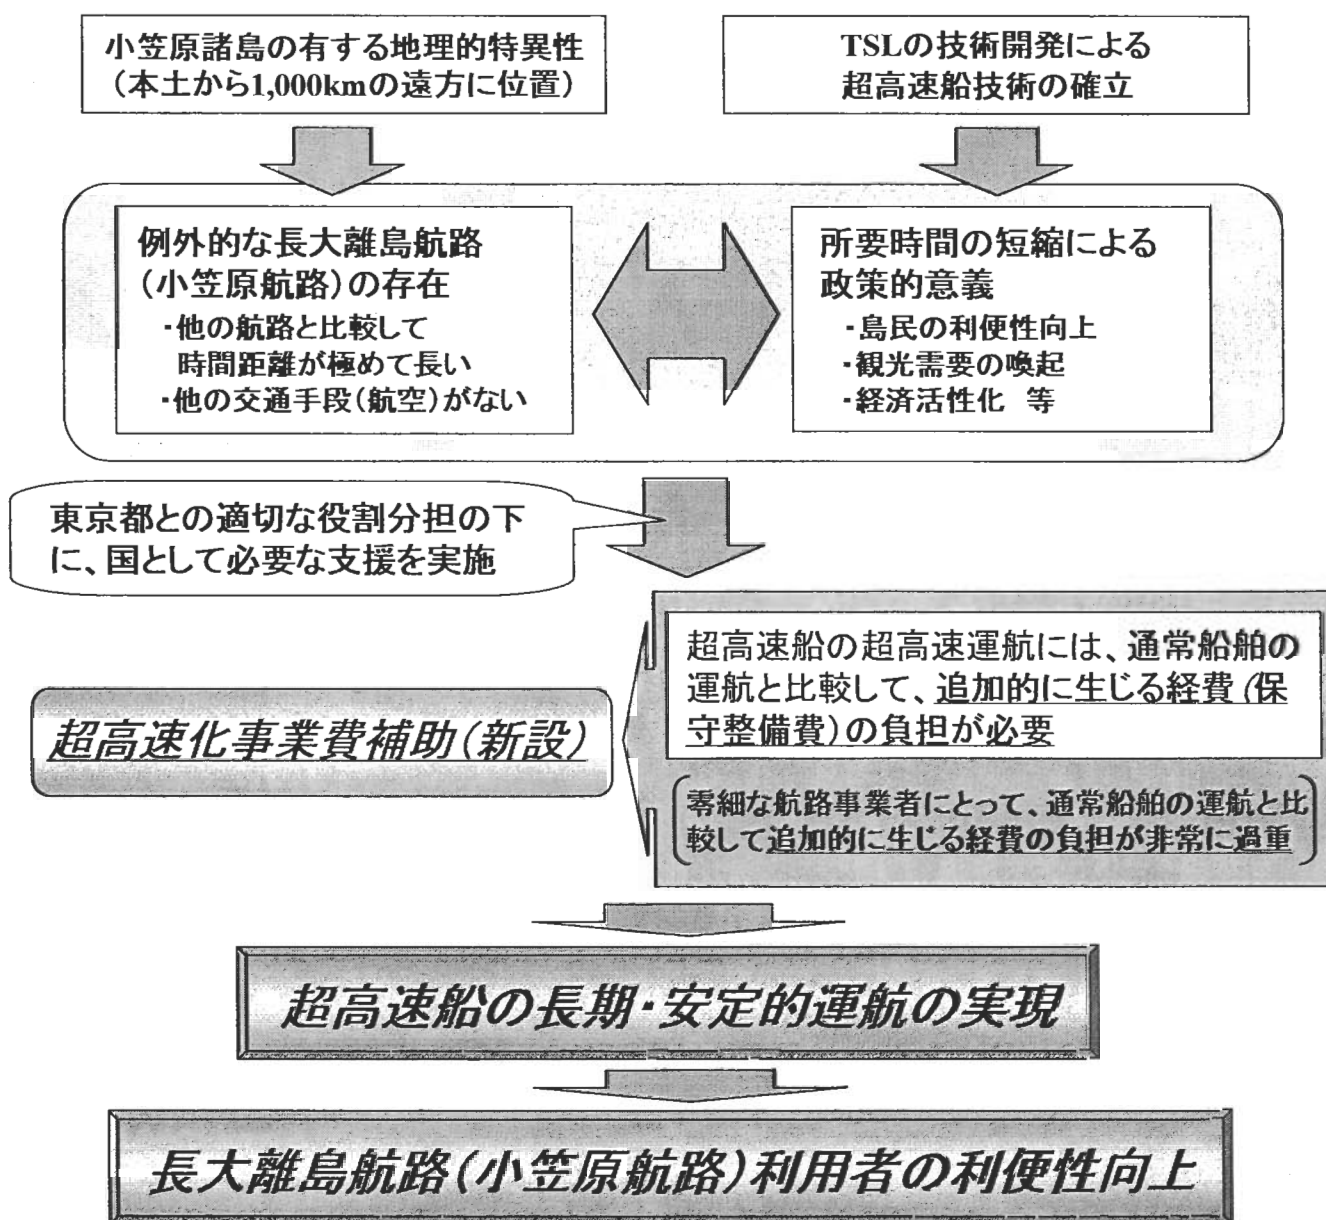 小笠原諸島の有する地理的特異性
（本土から1,000kmの遠方に位置）
TSLの技術開発による
超高速船技術の確立
例外的な長大離島航路
（小笠原航路）の存在
・他の航路と比較して
時間距離が極めて長い
・他の交通手段（航空）がない
所要時間の短縮による
政策的意義
・島民の利便性向上
・観光需要の喚起
・経済活性化　等
東京都との適切な役割分担の下
に、国として必要な支援を実施
超高速船の超高速運航には、通常船舶の
運航と比較して、追加的に生じる経費（保
守整備費）の負担が必要
超高速化事業費補助（新設）
零細な航路事業者にとって、通常船舶の運航と比
較して追加的に生じる経費の負担が非常に過重
超高速船の長期・安定的運航の実現
長大離島航路（小笠原航路）利用者の利便性向上